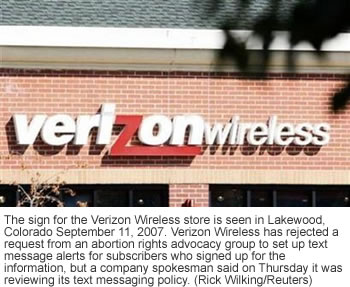 verizonwireless
The sign for the Verizon Wireless store is seen in Lakewood,
Colorado September 11, 2007. Verizon Wireless has rejected a
request from an abortion rights advocacy group to set up text
message alerts for subscribers who signed up for the
information, but a company spokesman said on Thursday it was
reviewing its text messaging policy. (Rick Wilking/Reuters)